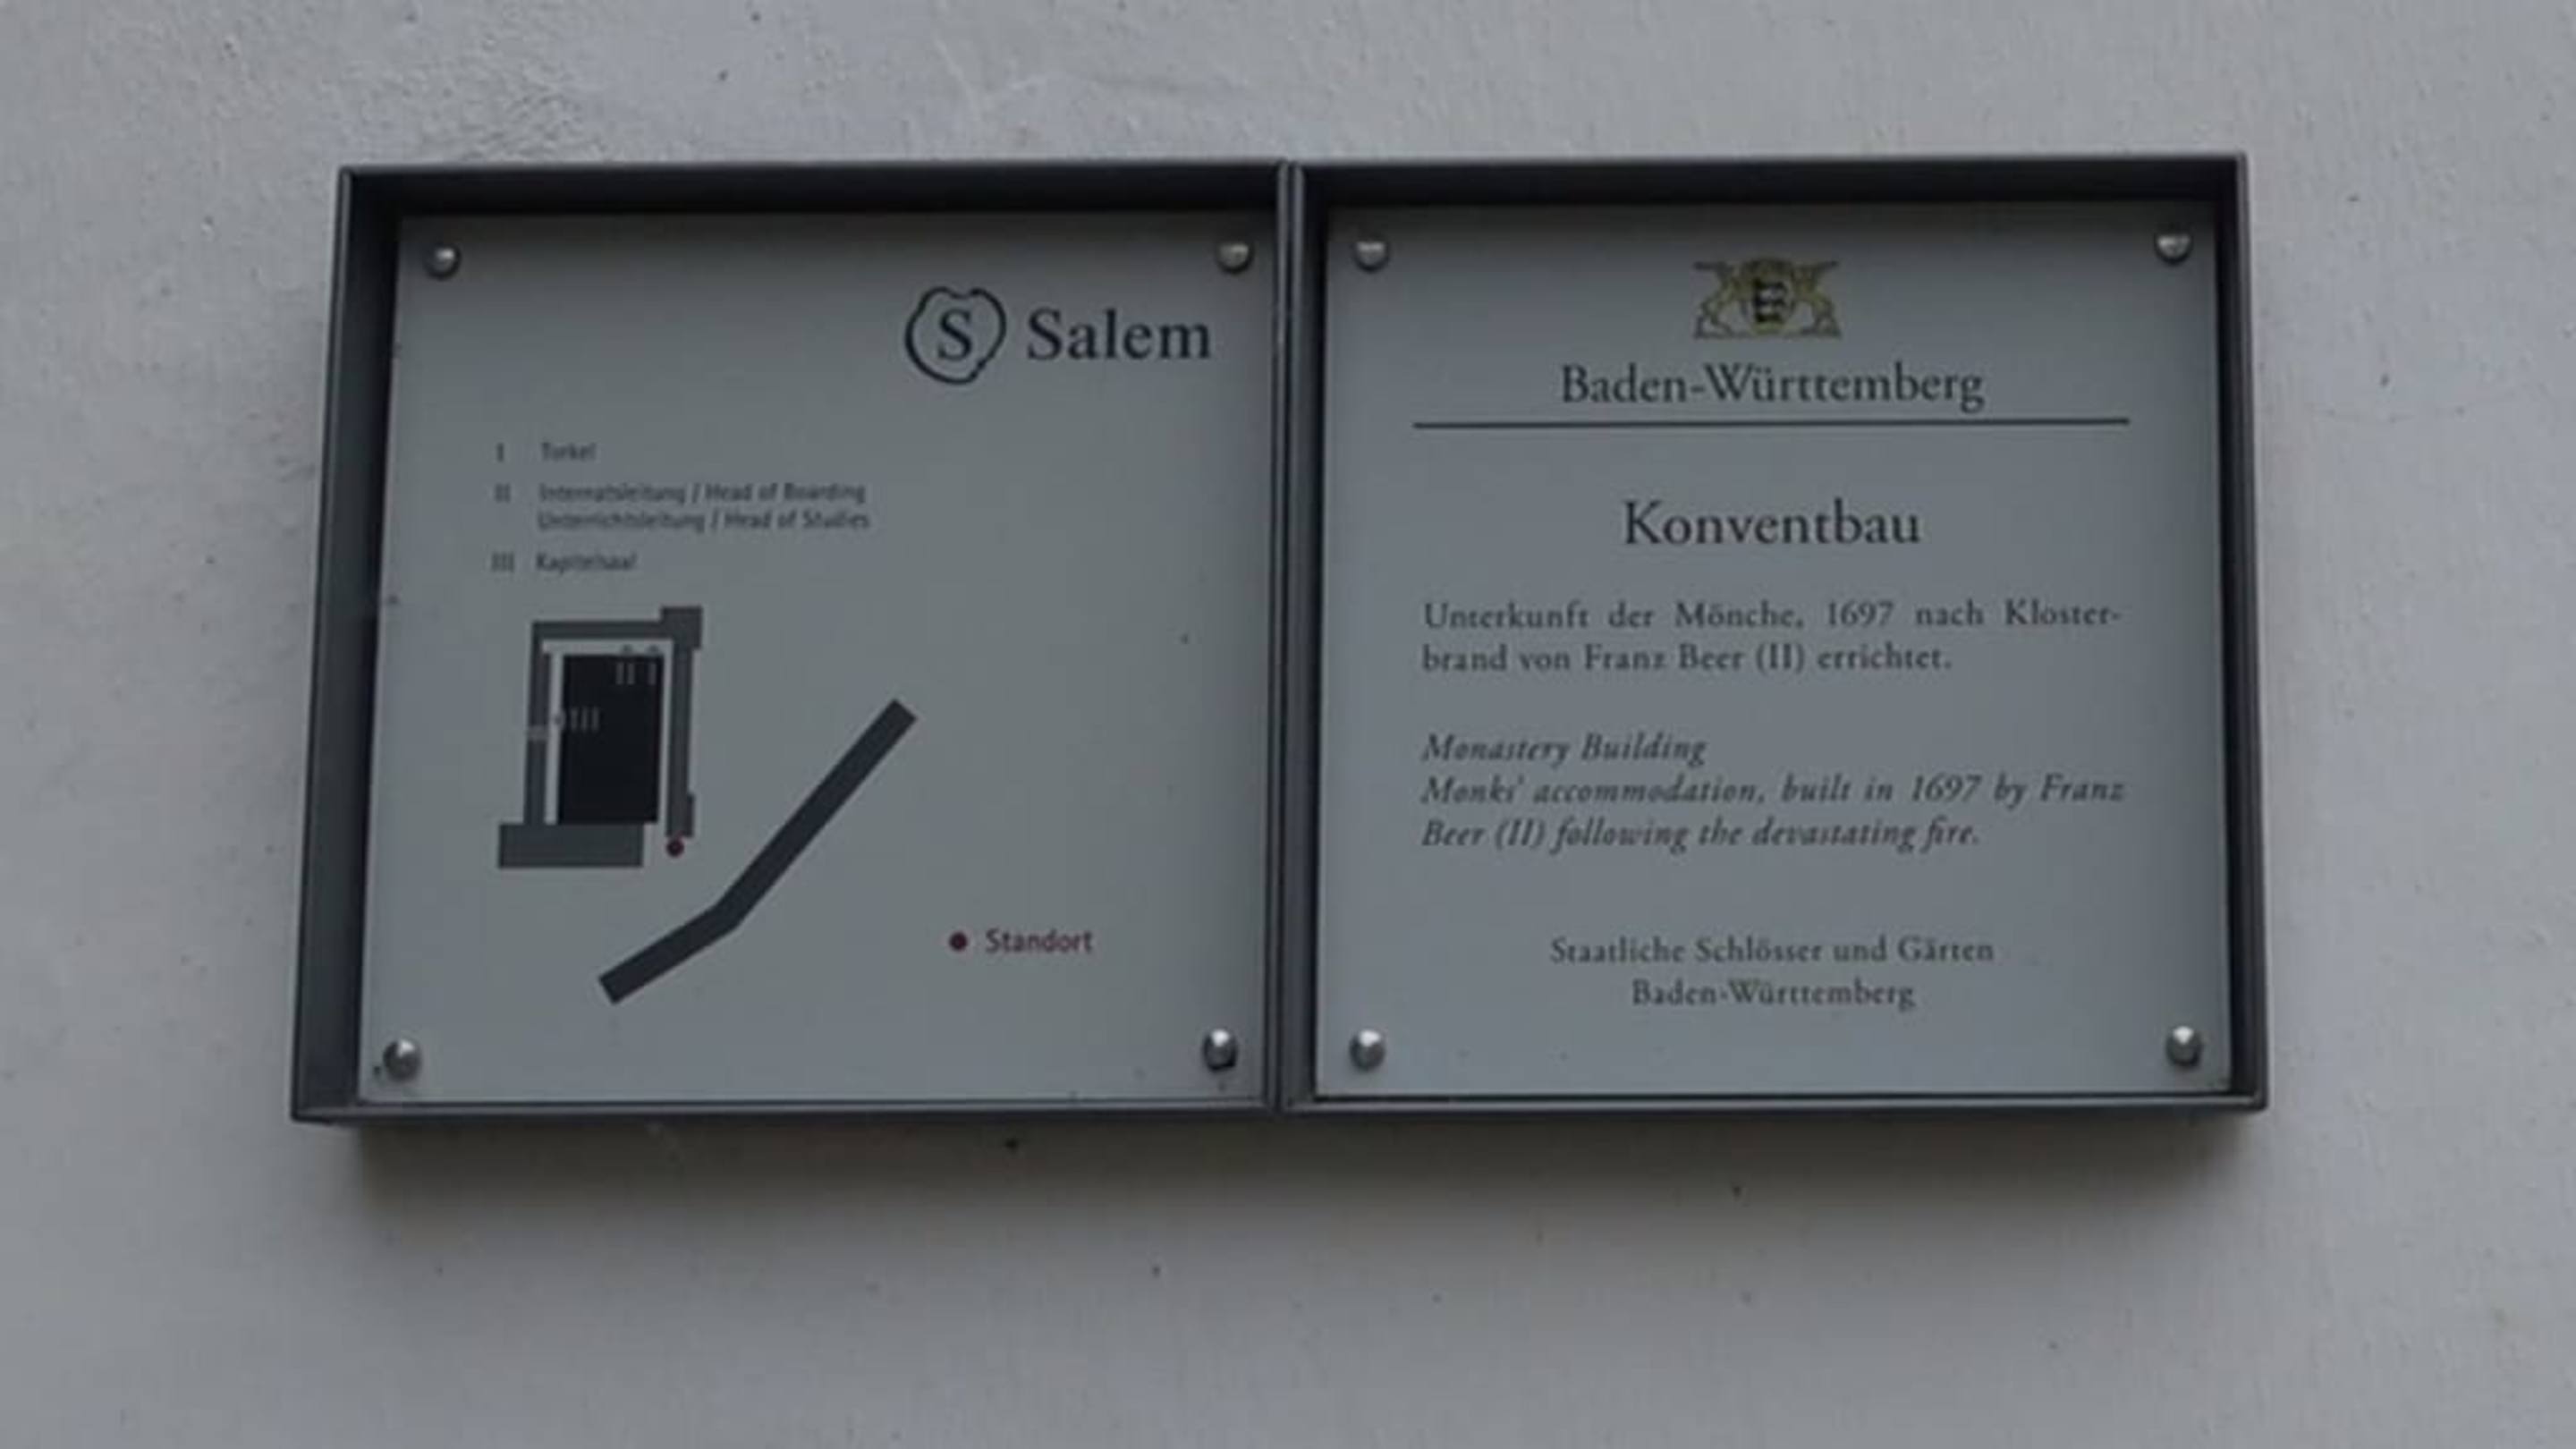 S Salem
I Torkel
II Internatsleitung / Head of Boarding
Unterrichtsleitung / Head of Studies
III Kapitelsaal
II I
III
Standort
Baden-Württemberg
Konventbau
Unterkunft der Mönche, 1697 nach Kloster-
brand von Franz Beer (II) errichtet.
Monastery Building
Monks' accommodation, built in 1697 by Franz
Beer (II) following the devastating fire.
Staatliche Schlösser und Gärten
Baden-Württemberg